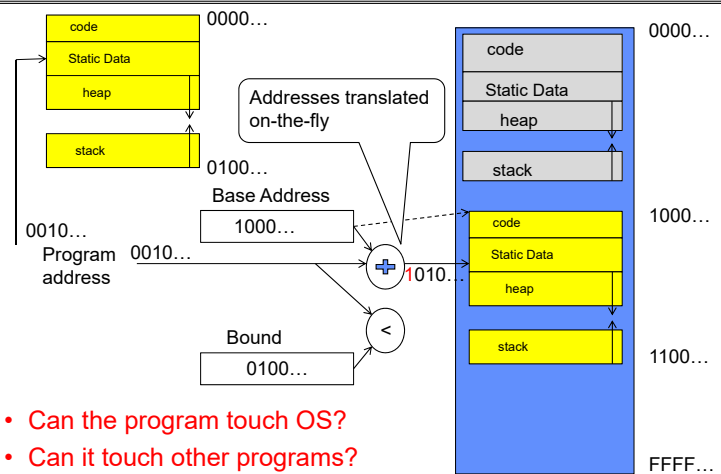 code
0000...
Static Data
heap
stack
0100...
Addresses translated
on-the-fly
Base Address
1000...
0010...
Program
address
0010...
1010...
<
Bound
0100...
0000...
code
Static Data
heap
stack
1000...
code
Static Data
heap
stack
1100...
FFFF...
• Can the program touch OS?
• Can it touch other programs?